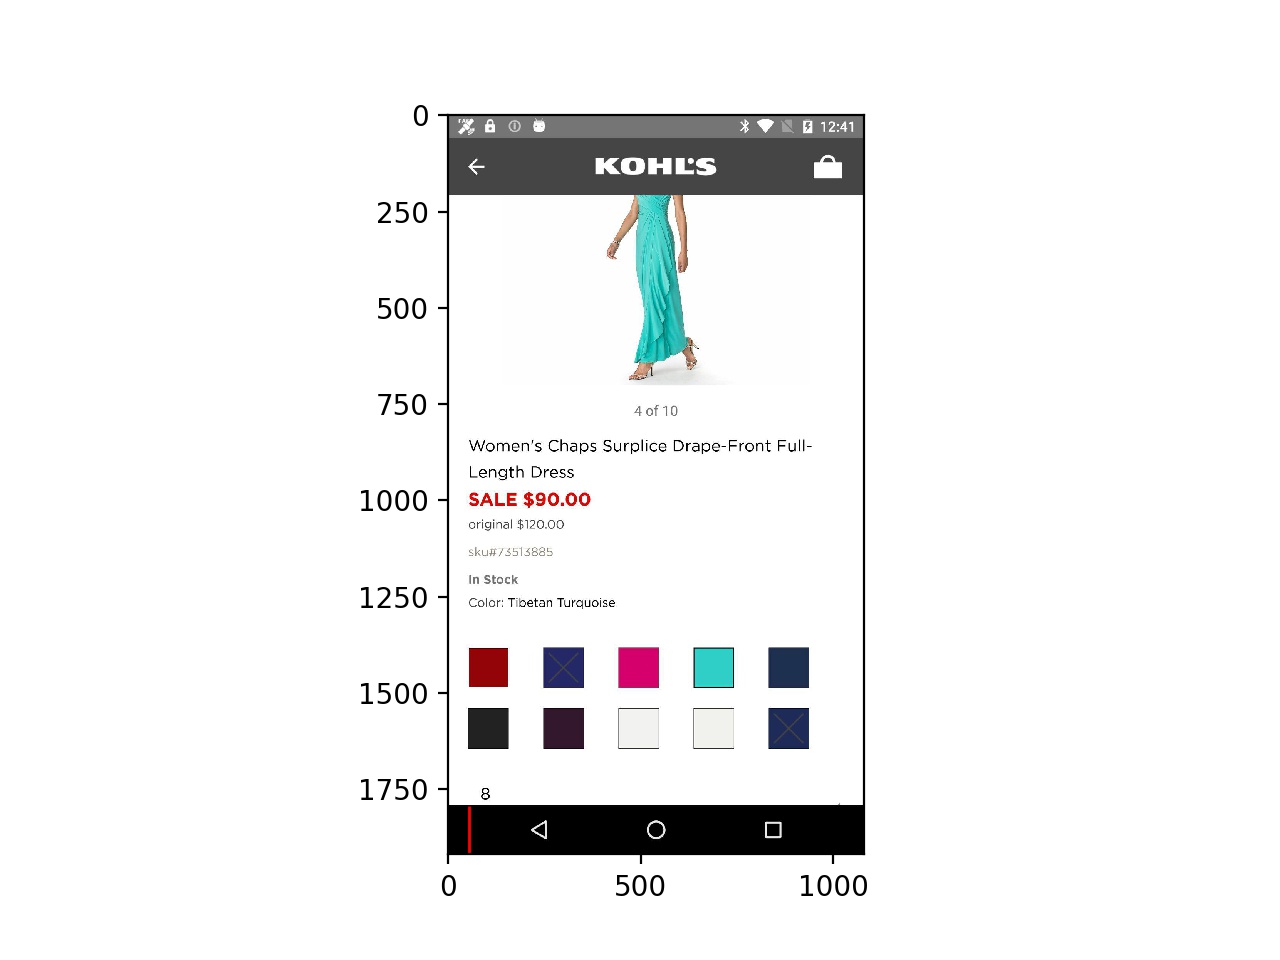 0
250
500
750
1000
1250
1500
1750
0
500
1000
12:41
KOHL'S
4 of 10
Women's Chaps Surplice Drape-Front Full-
Length Dress
SALE $90.00
original $120.00
sku#73513885
In Stock
Color: Tibetan Turquoise
8